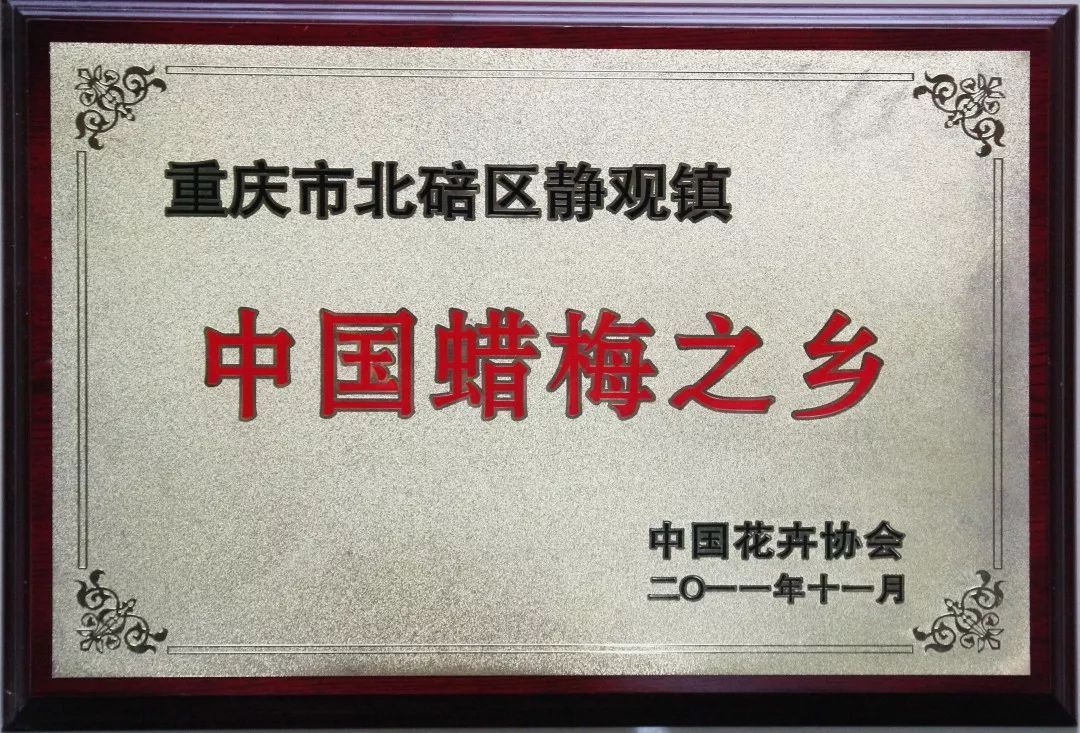 重庆市北碚区静观镇
中国蜡梅之乡
中国花卉协会
二〇一一年十一月